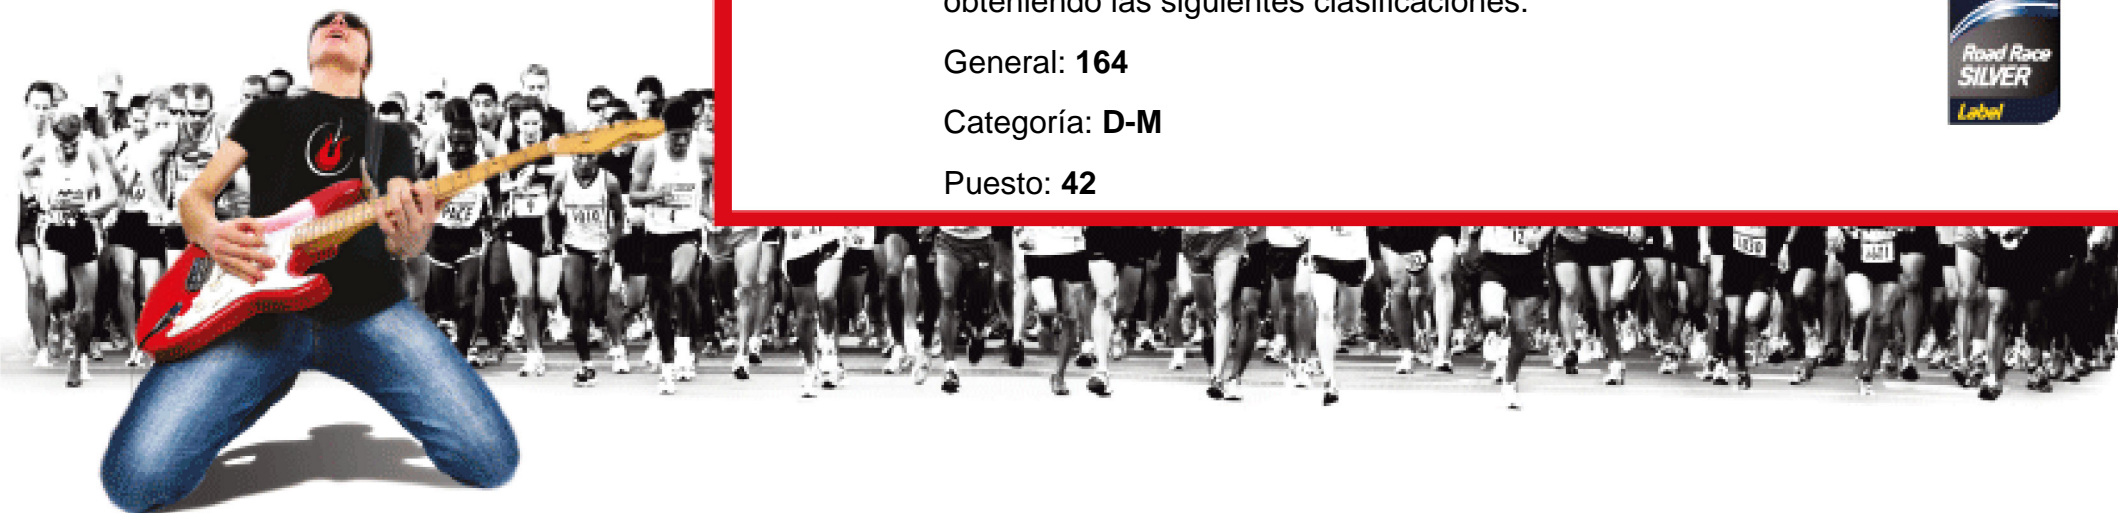 obteniendo las siguientes clasificaciones:
General: 164
Categoría: D-M
Puesto: 42
Road Race
SILVER
Label
PACE